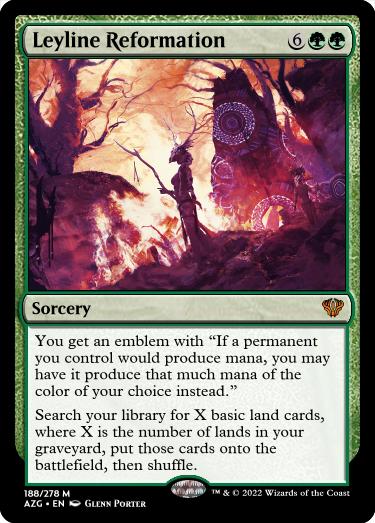 Leyline Reformation 6
Sorcery
You get an emblem with “If a permanent
you control would produce mana, you may
have it produce that much mana of the
color of your choice instead.”
Search your library for X basic land cards,
where X is the number of lands in your
graveyard, put those cards onto the
battlefield, then shuffle.
188/278 M
™ & © 2022 Wizards of the Coast
AZG • EN Glenn Porter